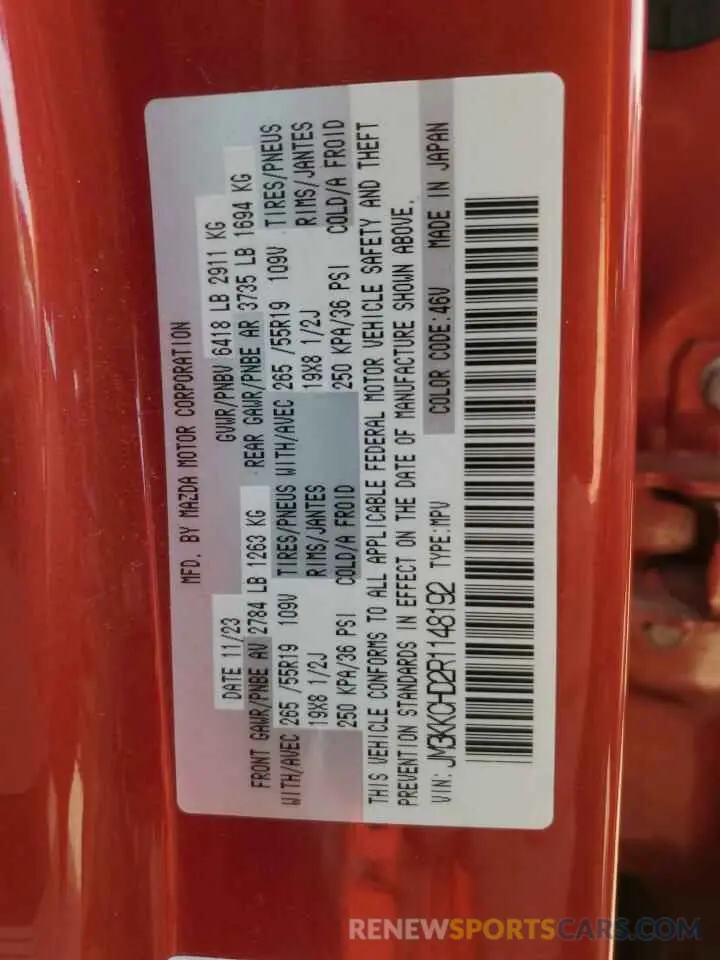 MFD. BY MAZDA MOTOR CORPORATION
DATE 11/23 GVWR/PNBV 6418 LB 2911 KG
FRONT GAWR/PNBE AV 2784 LB 1263 KG REAR GAWR/PNBE AR 3735 LB 1694 KG
WITH/AVEC 265 /55R19 109V TIRES/PNEUS WITH/AVEC 265 /55R19 109V TIRES/PNEUS
19X8 1/2J RIMS/JANTES 19X8 1/2J RIMS/JANTES
250 KPA/36 PSI COLD/A FROID 250 KPA/36 PSI COLD/A FROID
THIS VEHICLE CONFORMS TO ALL APPLICABLE FEDERAL MOTOR VEHICLE SAFETY AND THEFT
PREVENTION STANDARDS IN EFFECT ON THE DATE OF MANUFACTURE SHOWN ABOVE.
VIN: JM3KKCHD2R1148192 TYPE:MPV COLOR CODE:46V MADE IN JAPAN
RENEWSPORTSCARS.COM